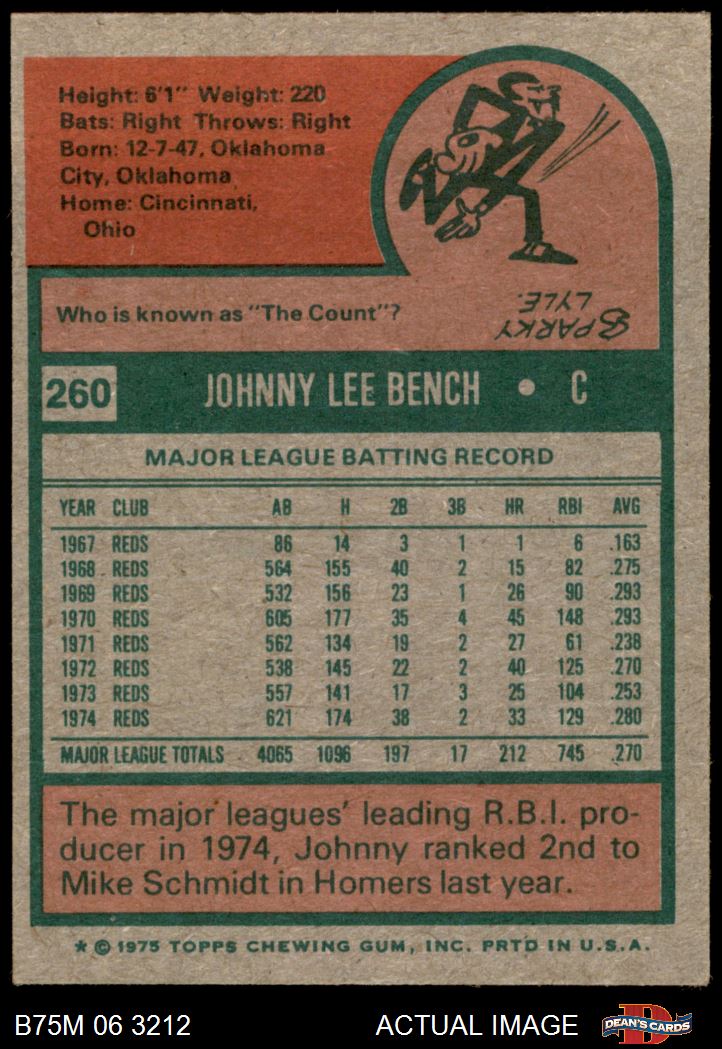 Height: 6'1" Weight: 220
Bats: Right Throws: Right
Born: 12-7-47, Oklahoma
City, Oklahoma
Home: Cincinnati,
Ohio
Who is known as "The Count"?
SPARKY
LYLE.
260 JOHNNY LEE BENCH • C
MAJOR LEAGUE BATTING RECORD
YEAR CLUB AB H 2B 3B HR RBI AVG
1967 REDS 86 14 3 1 1 6 .163
1968 REDS 564 155 40 2 15 82 .275
1969 REDS 532 156 23 1 26 90 .293
1970 REDS 605 177 35 4 45 148 .293
1971 REDS 562 134 19 2 27 61 .238
1972 REDS 538 145 22 2 40 125 .270
1973 REDS 557 141 17 3 25 104 .253
1974 REDS 621 174 38 2 33 129 .280
MAJOR LEAGUE TOTALS 4065 1096 197 17 212 745 .270
The major leagues' leading R.B.I. pro-
ducer in 1974, Johnny ranked 2nd to
Mike Schmidt in Homers last year.
* © 1975 TOPPS CHEWING GUM, INC. PRTD IN U.S.A.
B75M 06 3212 ACTUAL IMAGE D DEAN'S CARDS